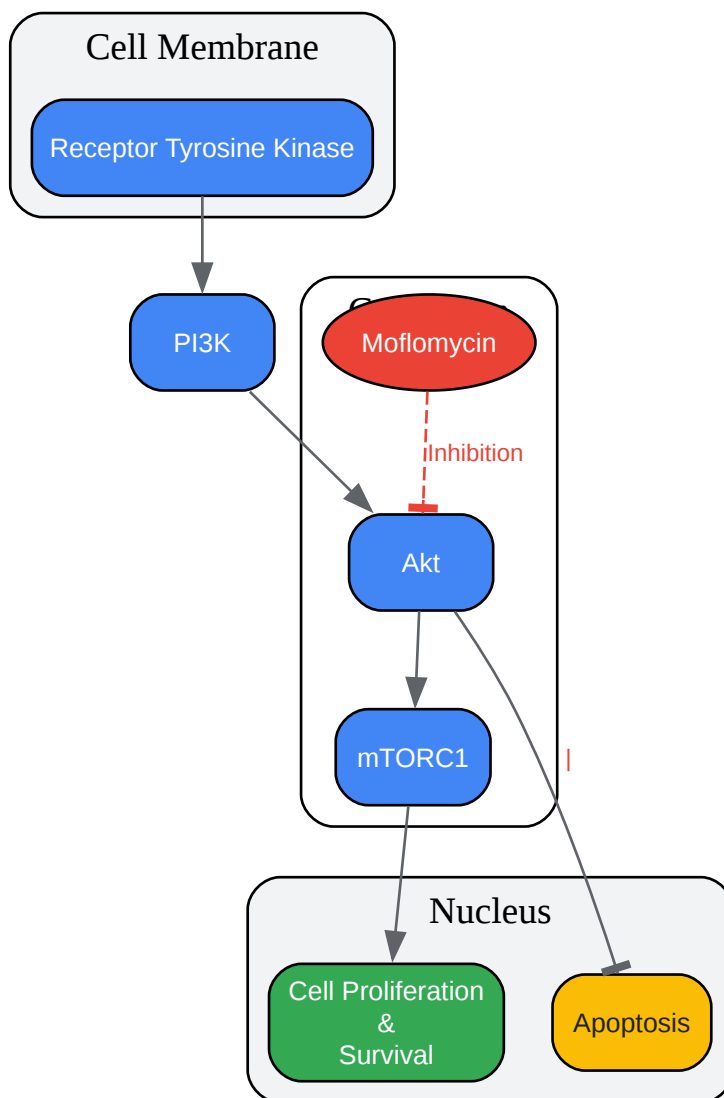 Cell Membrane
Receptor Tyrosine Kinase
PI3K
Moflomycin
Inhibition
Akt
mTORC1
|
Nucleus
Cell Proliferation
&
Survival
Apoptosis